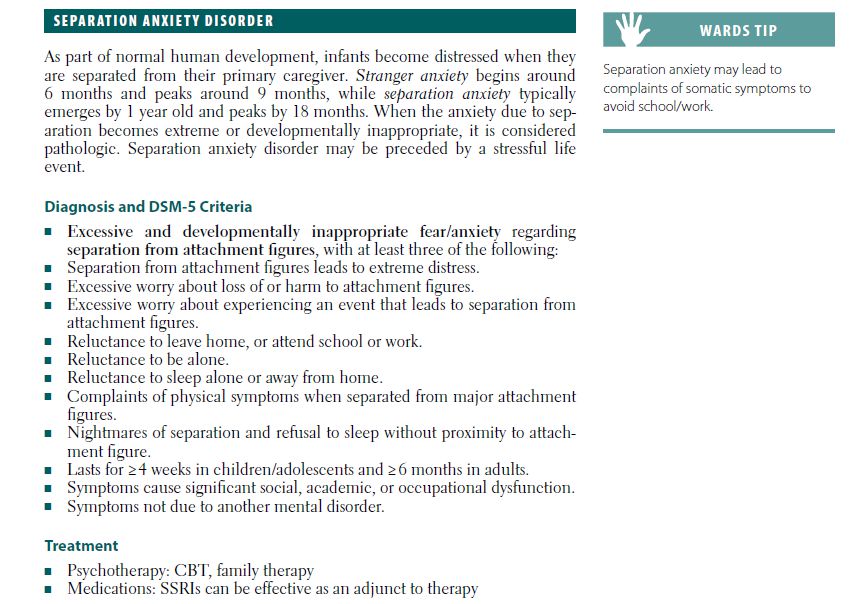 SEPARATION ANXIETY DISORDER
As part of normal human development, infants become distressed when they
are separated from their primary caregiver. Stranger anxiety begins around
6 months and peaks around 9 months, while separation anxiety typically
emerges by 1 year old and peaks by 18 months. When the anxiety due to sep-
aration becomes extreme or developmentally inappropriate, it is considered
pathologic. Separation anxiety disorder may be preceded by a stressful life
event.
Diagnosis and DSM-5 Criteria
■ Excessive and developmentally inappropriate fear/anxiety regarding
separation from attachment figures, with at least three of the following:
■ Separation from attachment figures leads to extreme distress.
■ Excessive worry about loss of or harm to attachment figures.
■ Excessive worry about experiencing an event that leads to separation from
attachment figures.
■ Reluctance to leave home, or attend school or work.
■ Reluctance to be alone.
■ Reluctance to sleep alone or away from home.
■ Complaints of physical symptoms when separated from major attachment
figures.
■ Nightmares of separation and refusal to sleep without proximity to attach-
ment figure.
■ Lasts for ≥4 weeks in children/adolescents and ≥6 months in adults.
■ Symptoms cause significant social, academic, or occupational dysfunction.
■ Symptoms not due to another mental disorder.
Treatment
■ Psychotherapy: CBT, family therapy
■ Medications: SSRIs can be effective as an adjunct to therapy
WARDS TIP
Separation anxiety may lead to
complaints of somatic symptoms to
avoid school/work.